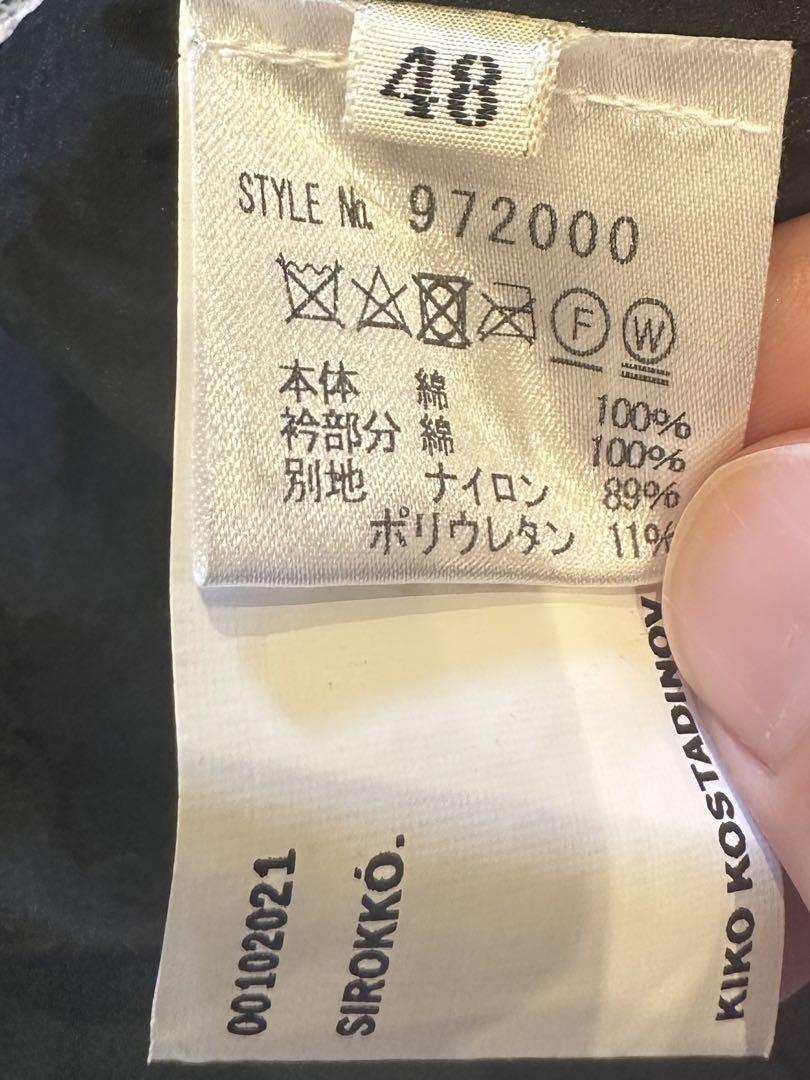 48
STYLE No. 972000
F W
本体 綿 100%
衿部分 綿 100%
別地 ナイロン 89%
ポリウレタン 11%
00102021
SIROKKÓ.
KIKO KOSTADINOV